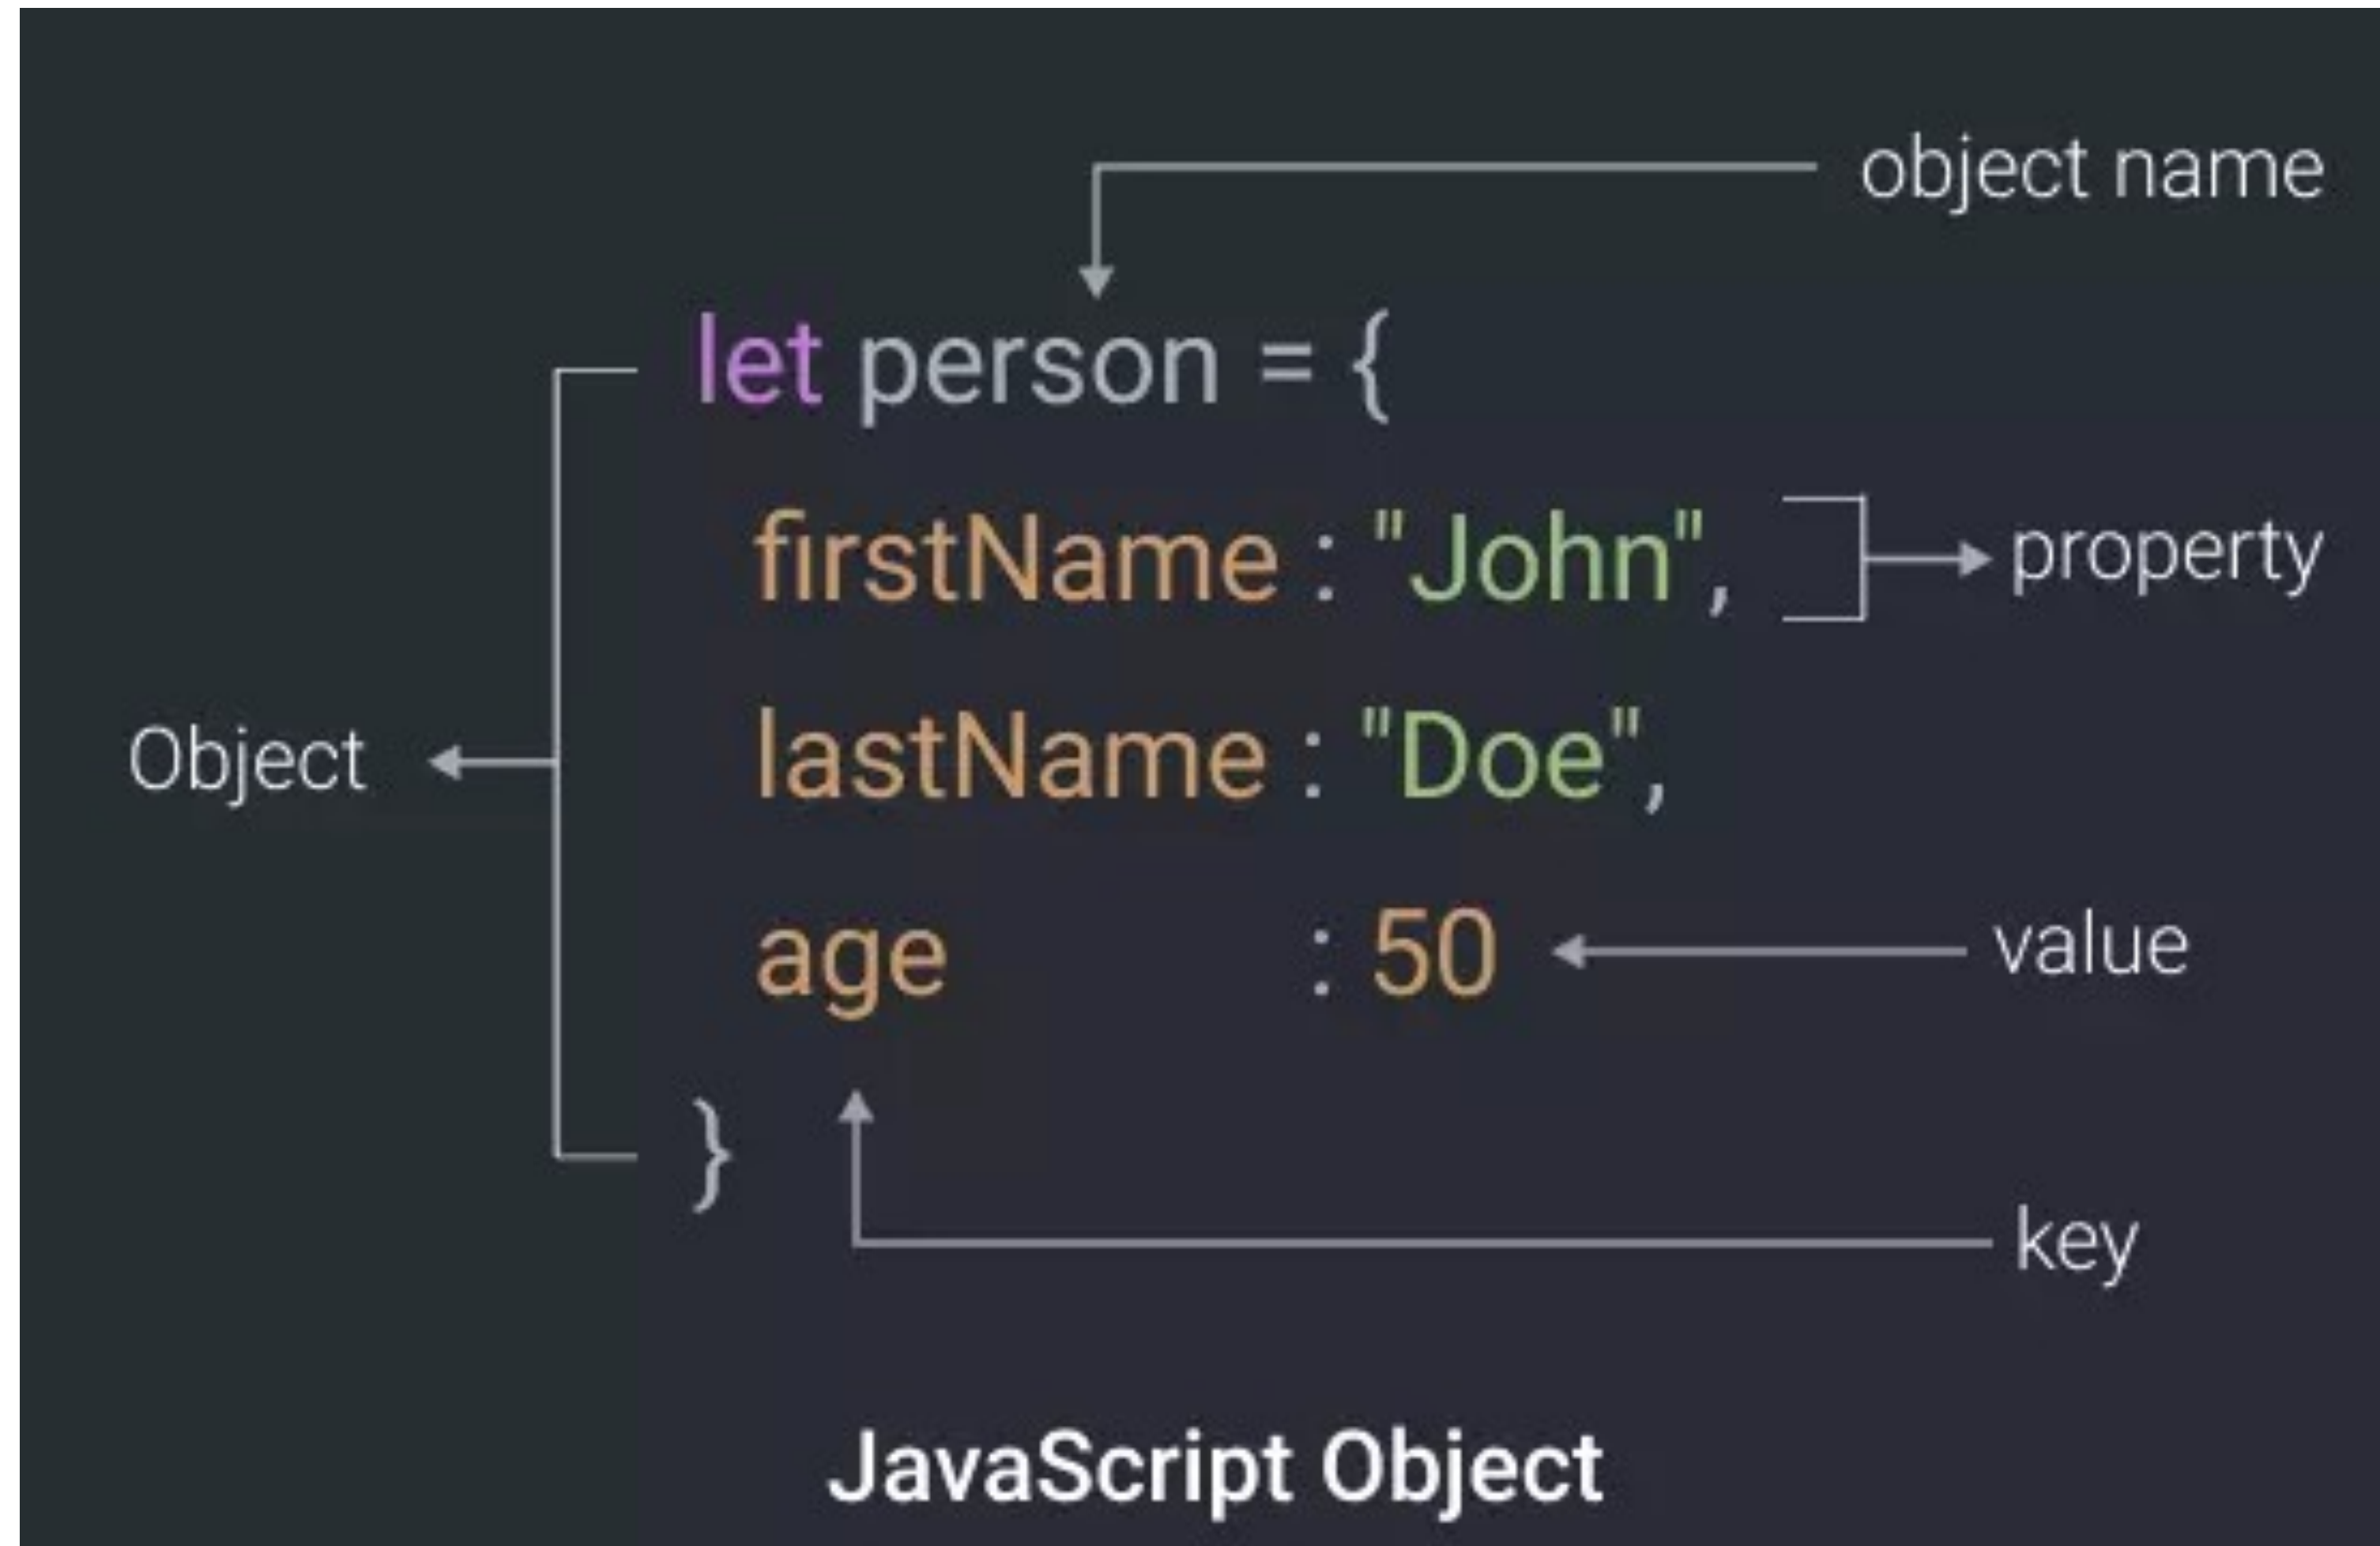 object name
let person = {
firstName : "John", property
Object lastName : "Doe",
age : 50 value
}
key
JavaScript Object